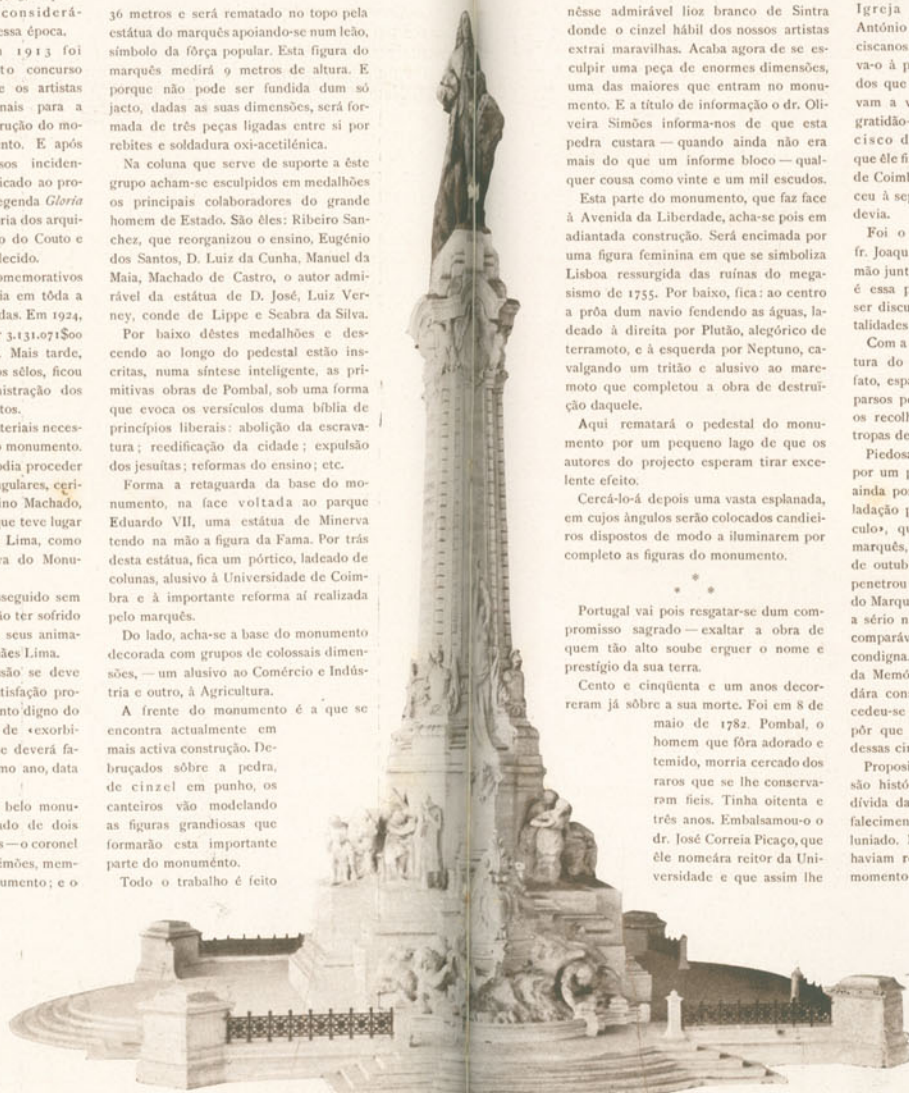 considerá-
essa época.
1913 foi
to concurso
e os artistas
nais para a
rução do mo-
nto. E após
sos inciden-
icado ao pro-
egenda Gloria
ria dos arqui-
o do Couto e
lecido.
omemorativos
ia em tôda a
das. Em 1924,
3.131.071$00
Mais tarde,
os sêlos, ficou
nistração dos
tos.
teriais neces-
o monumento.
odia proceder
gulares, ceri-
ino Machado,
ue teve lugar
Lima, como
va do Monu-
seguido sem
ão ter sofrido
seus anima-
ães Lima.
são se deve
tisfação pro-
nto digno do
de «exorbi-
e deverá fa-
mo ano, data
belo monu-
do de dois
s—o coronel
mões, mem-
umento; e o
36 metros e será rematado no topo pela
estátua do marquês apoiando-se num leão,
símbolo da fôrça popular. Esta figura do
marquês medirá 9 metros de altura. E
porque não pode ser fundida dum só
jacto, dadas as suas dimensões, será for-
mada de três peças ligadas entre si por
rebites e soldadura oxi-acetilénica.
Na coluna que serve de suporte a êste
grupo acham-se esculpidos em medalhões
os principais colaboradores do grande
homem de Estado. São êles: Ribeiro San-
chez, que reorganizou o ensino, Eugénio
dos Santos, D. Luiz da Cunha, Manuel da
Maia, Machado de Castro, o autor admi-
rável da estátua de D. José, Luiz Ver-
ney, conde de Lippe e Seabra da Silva.
Por baixo dêstes medalhões e des-
cendo ao longo do pedestal estão ins-
critas, numa síntese inteligente, as pri-
mitivas obras de Pombal, sob uma forma
que evoca os versículos duma bíblia de
princípios liberais: abolição da escrava-
tura; reedificação da cidade; expulsão
dos jesuítas; reformas do ensino; etc.
Forma a retaguarda da base do mo-
numento, na face voltada ao parque
Eduardo VII, uma estátua de Minerva
tendo na mão a figura da Fama. Por trás
desta estátua, fica um pórtico, ladeado de
colunas, alusivo à Universidade de Coim-
bra e à importante reforma aí realizada
pelo marquês.
Do lado, acha-se a base do monumento
decorada com grupos de colossais dimen-
sões, — um alusivo ao Comércio e Indús-
tria e outro, à Agricultura.
A frente do monumento é a que se
encontra actualmente em
mais activa construção. De-
bruçados sôbre a pedra,
de cinzel em punho, os
canteiros vão modelando
as figuras grandiosas que
formarão esta importante
parte do monumento.
Todo o trabalho é feito
nêsse admirável lioz branco de Sintra
donde o cinzel hábil dos nossos artistas
extrai maravilhas. Acaba agora de se es-
culpir uma peça de enormes dimensões,
uma das maiores que entram no monu-
mento. E a título de informação o dr. Oli-
veira Simões informa-nos de que esta
pedra custara — quando ainda não era
mais do que um informe bloco — qual-
quer cousa como vinte e um mil escudos.
Esta parte do monumento, que faz face
à Avenida da Liberdade, acha-se pois em
adiantada construção. Será encimada por
uma figura feminina em que se simboliza
Lisboa ressurgida das ruínas do mega-
sismo de 1755. Por baixo, fica: ao centro
a prôa dum navio fendendo as águas, la-
deado à direita por Plutão, alegórico de
terramoto, e à esquerda por Neptuno, ca-
valgando um tritão e alusivo ao mare-
moto que completou a obra de destruï-
ção daquele.
Aqui rematará o pedestal do monu-
mento por um pequeno lago de que os
autores do projecto esperam tirar exce-
lente efeito.
Cercá-lo-á depois uma vasta esplanada,
em cujos ângulos serão colocados candiei-
ros dispostos de modo a iluminarem por
completo as figuras do monumento.
* * *
Portugal vai pois resgatar-se dum com-
promisso sagrado — exaltar a obra de
quem tão alto soube erguer o nome e
prestígio da sua terra.
Cento e cinqüenta e um anos decor-
reram já sôbre a sua morte. Foi em 8 de
maio de 1782. Pombal, o
homem que fôra adorado e
temido, morria cercado dos
raros que se lhe conserva-
ram fieis. Tinha oitenta e
três anos. Embalsamou-o o
dr. José Correia Picaço, que
êle nomeára reitor da Uni-
versidade e que assim lhe
Igreja
António
ciscanos
va-o à p
dos que
vam a v
gratidão-
cisco d
que êle fi
de Coimb
ceu à sep
devia.
Foi o
fr. Joaqu
mão junt
é essa p
ser discu
talidades
Com a
tura do
fato, espa
parsos pe
os recolh
tropas de
Piedosa
por um p
ainda por
ladação p
culo», qu
marquês,
de outub
penetrou
do Marqu
a sério n
comparáv
condigna.
da Memó
dára con
cedeu-se
pôr que
dessas cin
Proposi
são histó
dívida da
falecimen
luniado.
haviam re
momento